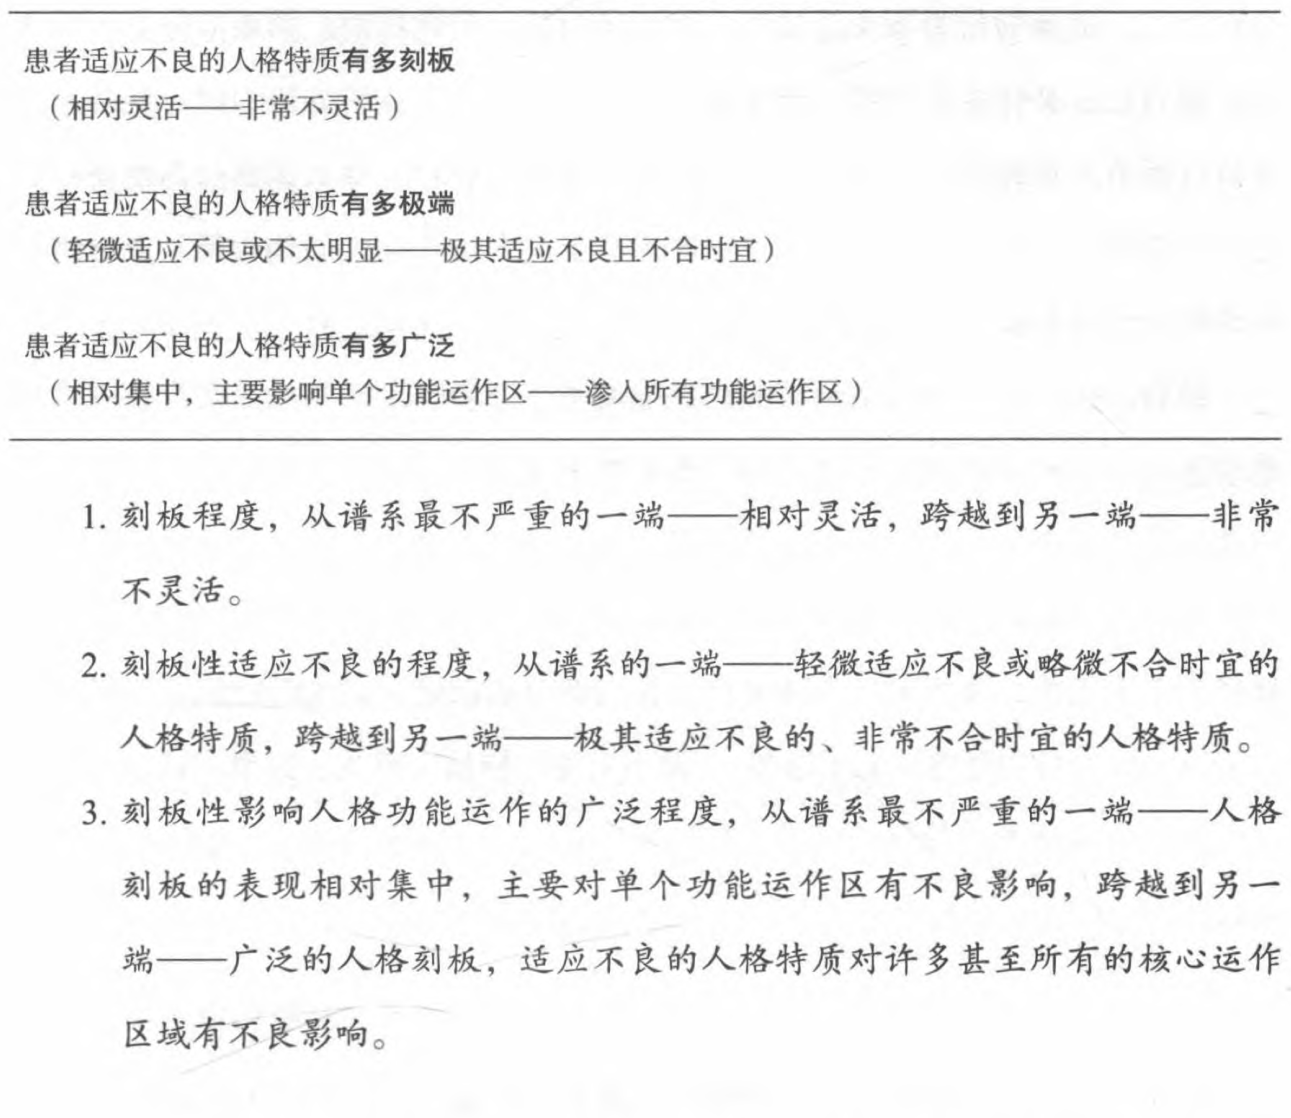 患者适应不良的人格特质有多刻板
（相对灵活——非常不灵活）
患者适应不良的人格特质有多极端
（轻微适应不良或不太明显——极其适应不良且不合时宜）
患者适应不良的人格特质有多广泛
（相对集中，主要影响单个功能运作区——渗入所有功能运作区）
1. 刻板程度，从谱系最不严重的一端——相对灵活，跨越到另一端——非常
不灵活。
2. 刻板性适应不良的程度，从谱系的一端——轻微适应不良或略微不合时宜的
人格特质，跨越到另一端——极其适应不良的、非常不合时宜的人格特质。
3. 刻板性影响人格功能运作的广泛程度，从谱系最不严重的一端——人格
刻板的表现相对集中，主要对单个功能运作区有不良影响，跨越到另一
端——广泛的人格刻板，适应不良的人格特质对许多甚至所有的核心运作
区域有不良影响。